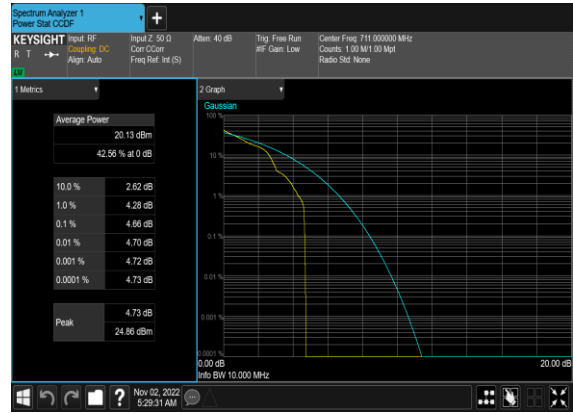 Spectrum Analyzer 1
Power Stat CCDF
KEYSIGHT
R T
LXI
Input: RF
Coupling: DC
Align: Auto
Input Z: 50 Ω
Corr CCorr
Freq Ref: Int (S)
Atten: 40 dB
Trig: Free Run
#IF Gain: Low
Center Freq: 711.000000 MHz
Counts: 1.00 M/1.00 Mpt
Radio Std: None
1 Metrics
Average Power
20.13 dBm
42.56 % at 0 dB
10.0 % 2.62 dB
1.0 % 4.28 dB
0.1 % 4.66 dB
0.01 % 4.70 dB
0.001 % 4.72 dB
0.0001 % 4.73 dB
Peak
4.73 dB
24.86 dBm
2 Graph
Gaussian
100 %
10 %
1 %
0.1 %
0.01 %
0.001 %
0.0001 %
0.00 dB
20.00 dB
Info BW 10.000 MHz
Nov 02, 2022
5:29:31 AM